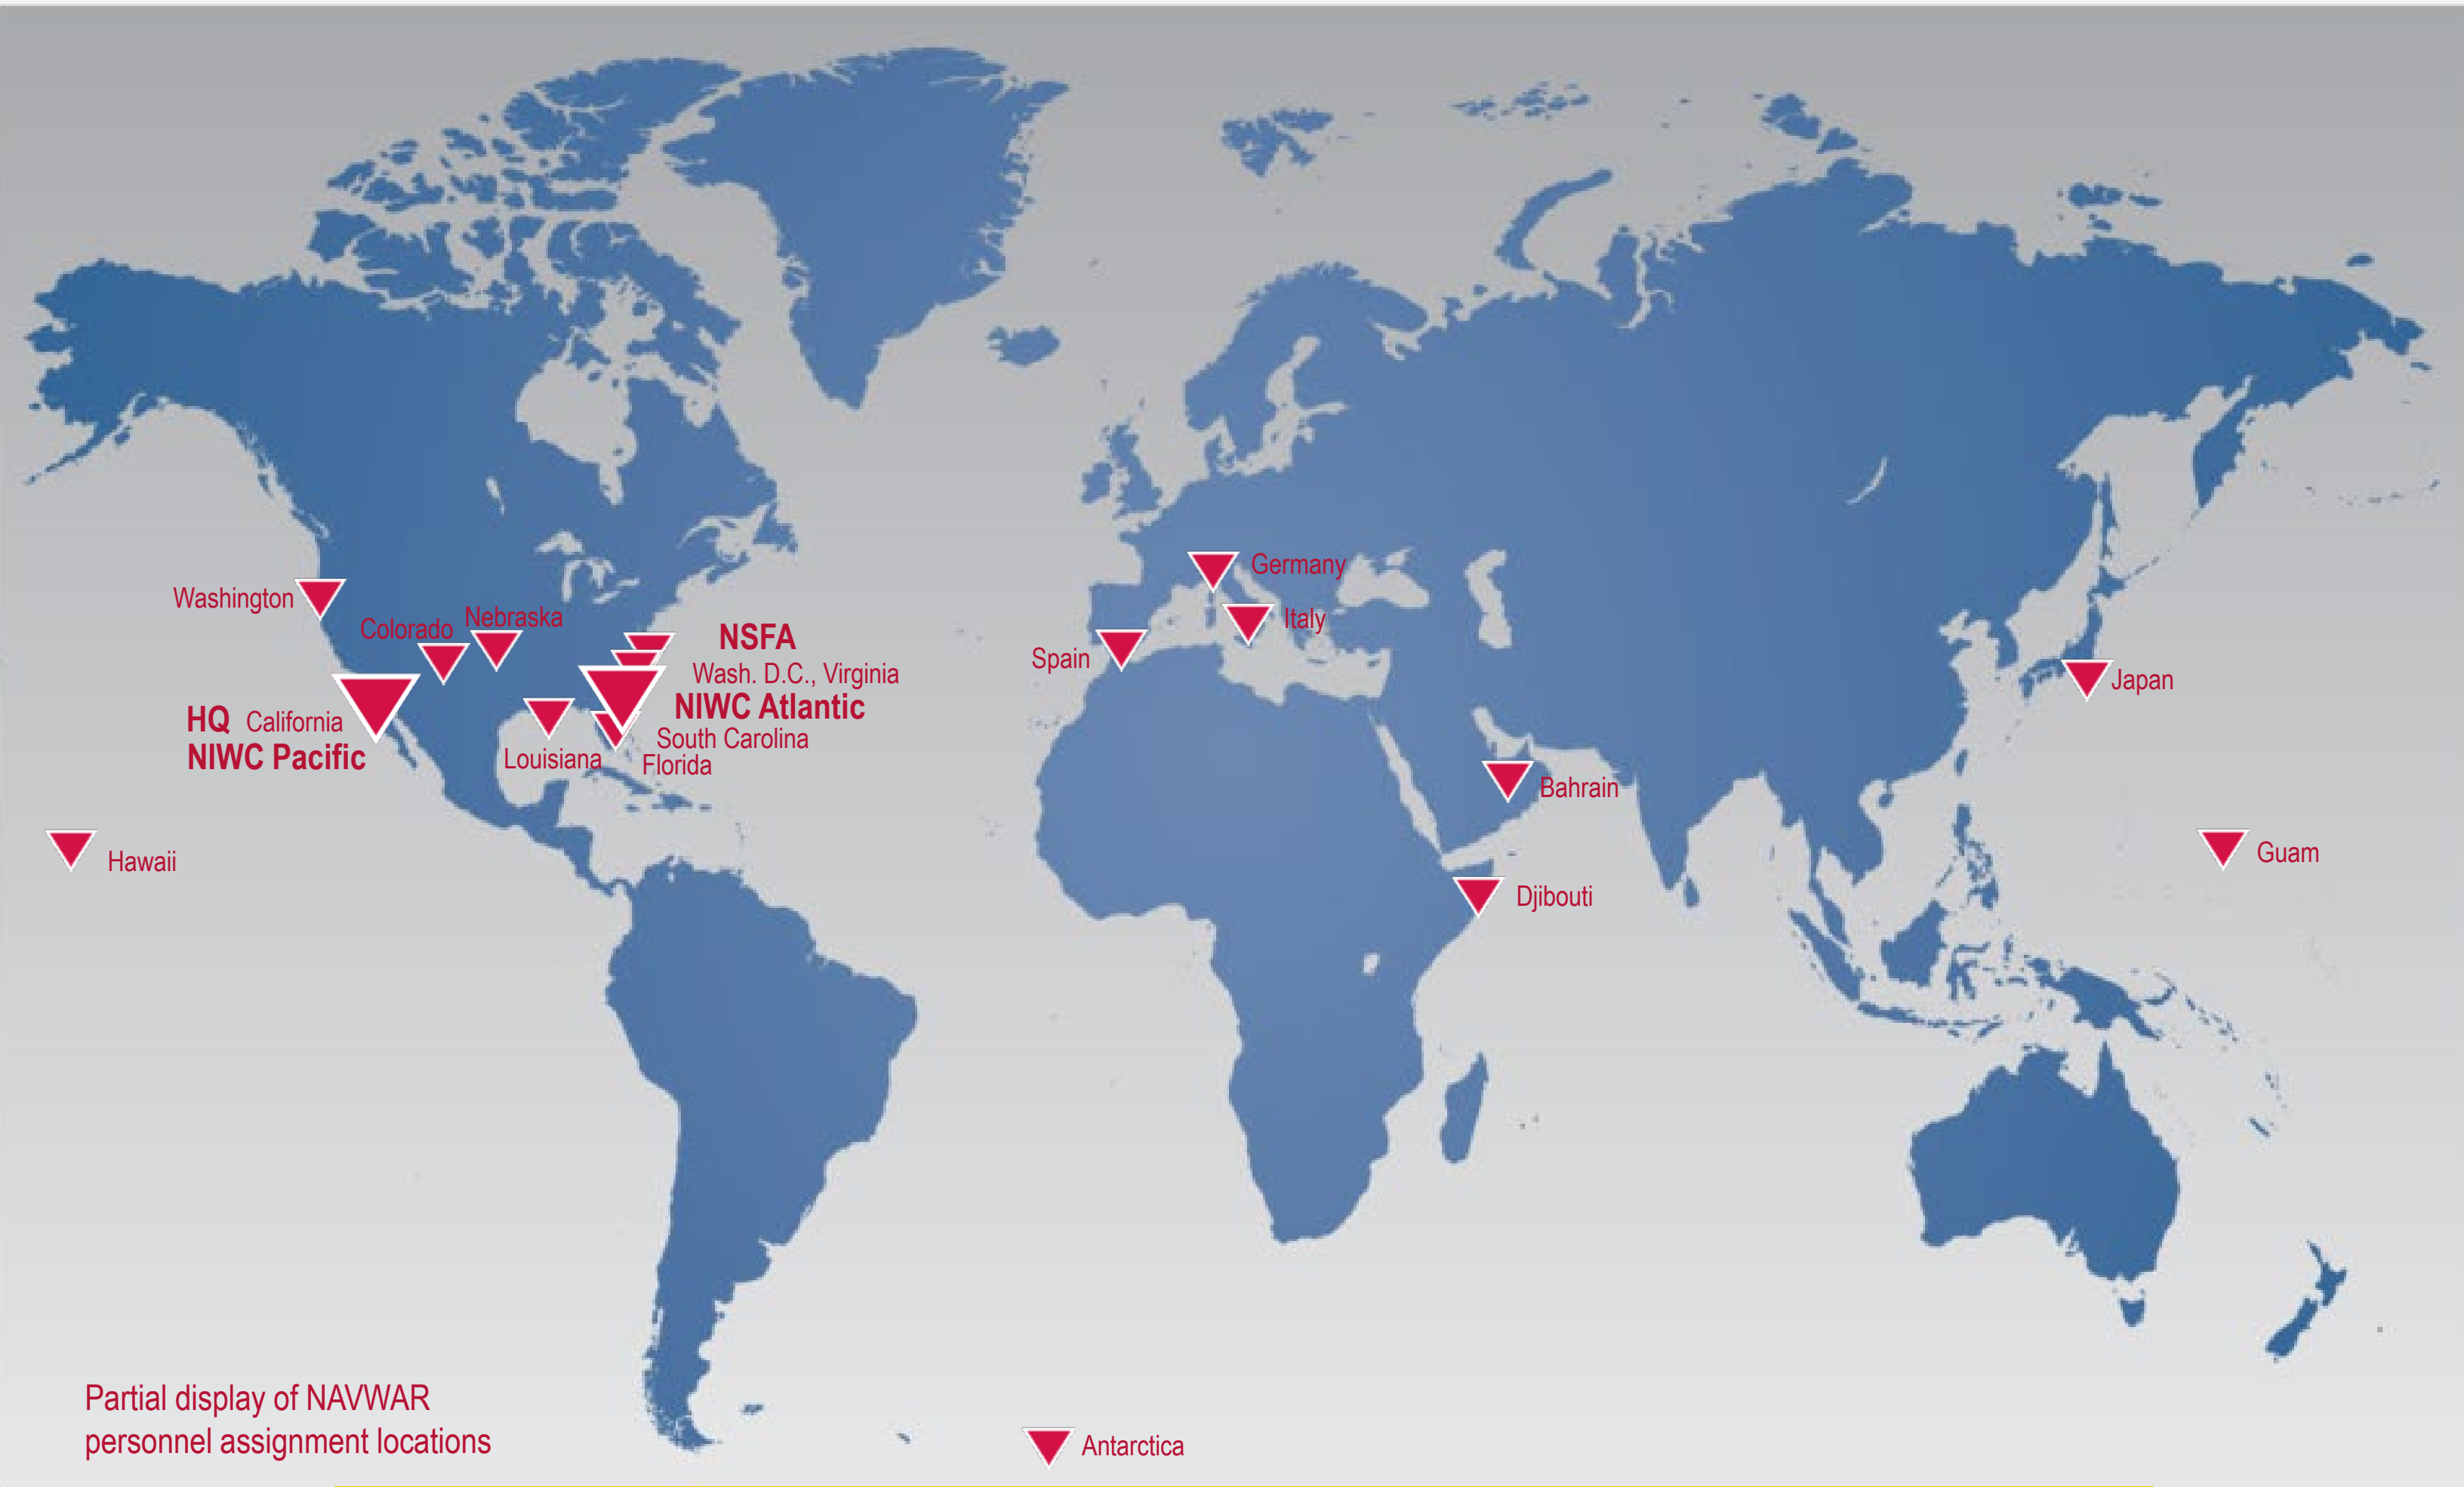 Germany
Washington
Nebraska
Colorado
Italy
NSFA
Spain
Wash. D.C., Virginia
Japan
NIWC Atlantic
HQ California
South Carolina
NIWC Pacific
Louisiana
Florida
Bahrain
Hawaii
Guam
Djibouti
Partial display of NAVWAR
personnel assignment locations
Antarctica